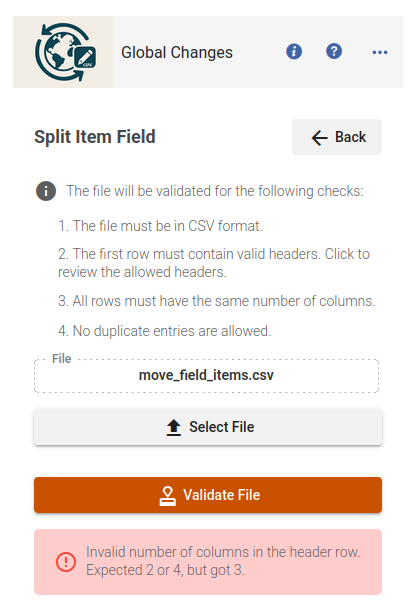 Global Changes
Split Item Field
Back
The file will be validated for the following checks:
1. The file must be in CSV format.
2. The first row must contain valid headers. Click to
review the allowed headers.
3. All rows must have the same number of columns.
4. No duplicate entries are allowed.
File
move_field_items.csv
Select File
Validate File
Invalid number of columns in the header row.
Expected 2 or 4, but got 3.